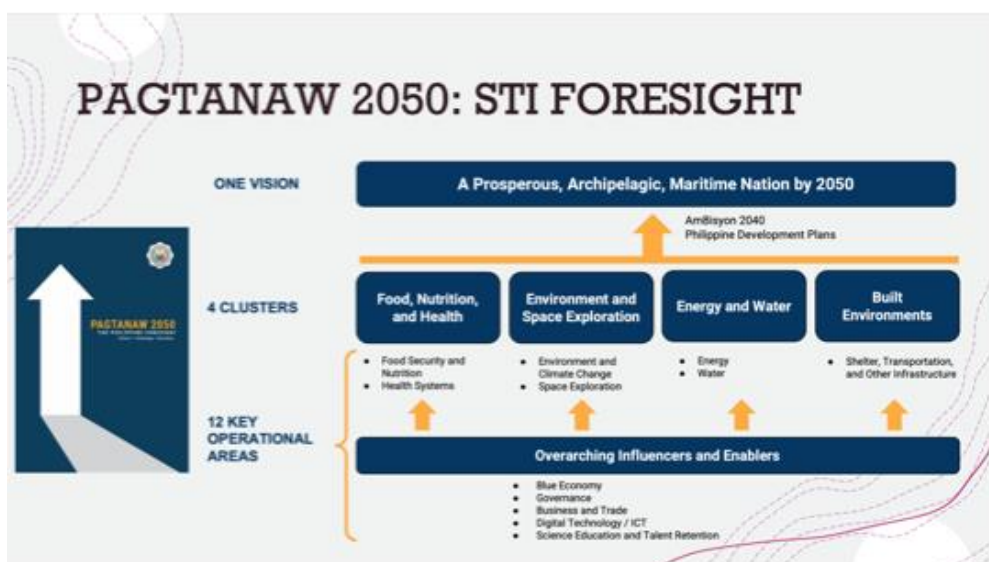 PAGTANAW 2050: STI FORESIGHT
ONE VISION
A Prosperous, Archipelagic, Maritime Nation by 2050
AmBisyon 2040
Philippine Development Plans
PAGTANAW 2050
4 CLUSTERS
Food, Nutrition,
and Health
Environment and
Space Exploration
Energy and Water
Built
Environments
• Food Security and
Nutrition
• Health Systems
• Environment and
Climate Change
• Space Exploration
• Energy
• Water
• Shelter, Transportation,
and Other Infrastructure
12 KEY
OPERATIONAL
AREAS
Overarching Influencers and Enablers
• Blue Economy
• Governance
• Business and Trade
• Digital Technology / ICT
• Science Education and Talent Retention